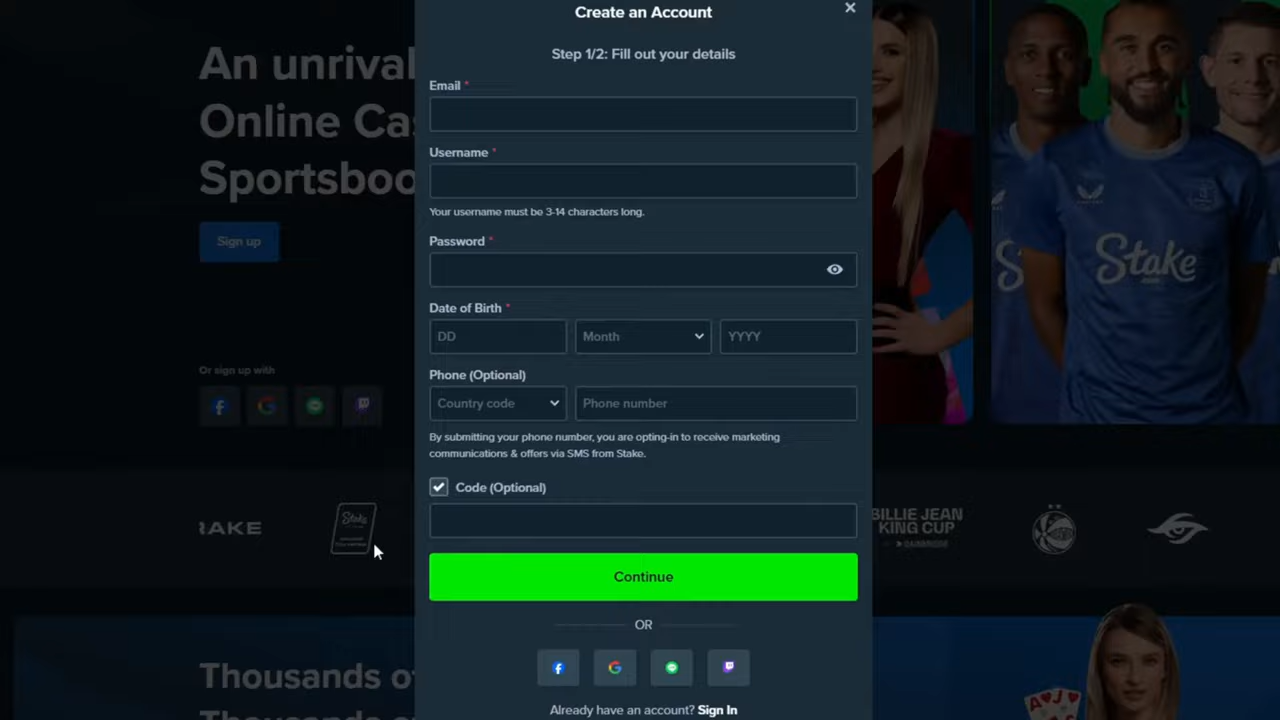 Create an Account
Step 1/2: Fill out your details
Email *
Username *
Your username must be 3-14 characters long.
Password *
Date of Birth *
DD
Month
YYYY
Phone (Optional)
Country code
Phone number
By submitting your phone number, you are opting-in to receive marketing
communications & offers via SMS from Stake.
Code (Optional)
Continue
OR
Already have an account? Sign In
An unrival
Online Ca
Sportsboo
Sign up
Or sign up with
RAKE
Stake
Stake
S
BILLIE JEAN
KING CUP
Thousands of